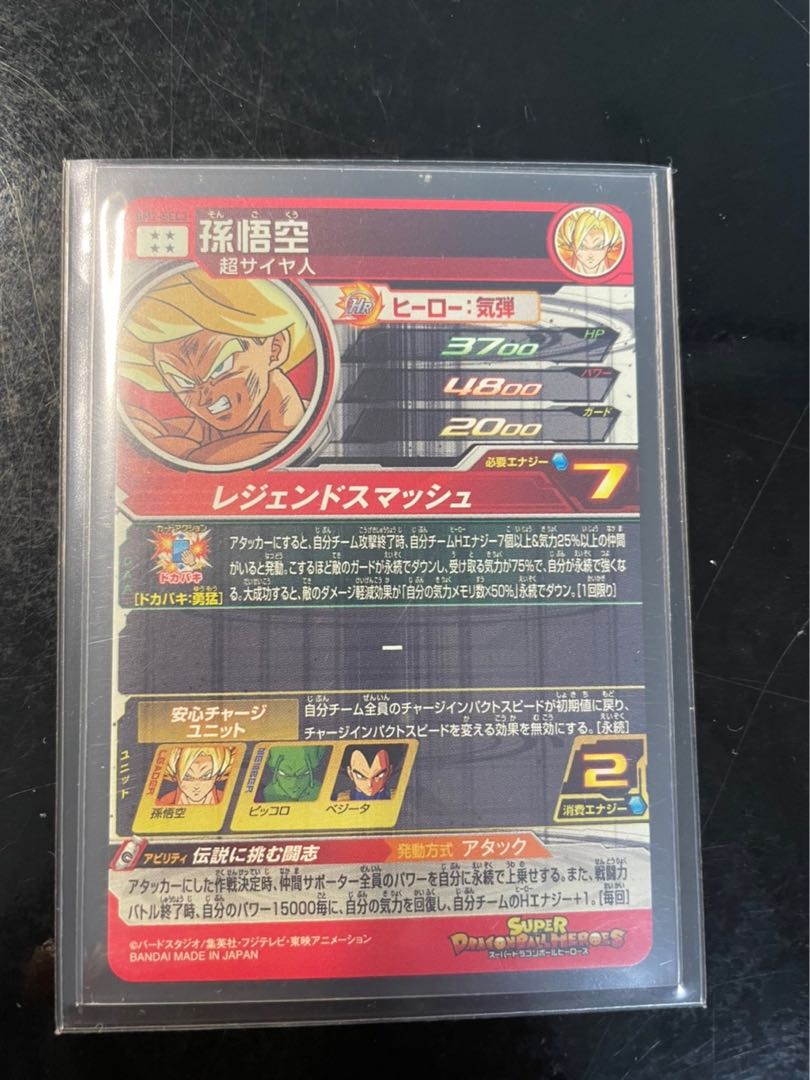 孫悟空
そん ご くう
超サイヤ人
HR ヒーロー:気弾
3700 HP
4800 パワー
2000 ガード
必要エナジー 7
レジェンドスマッシュ
カードアクション
ドカバキ
[ドカバキ:勇猛]
アタッカーにすると、自分チーム攻撃終了時、自分チームHエナジー7個以上&気力25%以上の仲間
がいると発動。こするほど敵のガードが永続でダウンし、受け取る気力が75%で、自分が永続で強くな
る。大成功すると、敵のダメージ軽減効果が「自分の気力メモリ数×50%」永続でダウン。[1回限り]
ー
安心チャージ
ユニット
自分チーム全員のチャージインパクトスピードが初期値に戻り、
チャージインパクトスピードを変える効果を無効にする。[永続]
ユニット
LEADER
孫悟空
MEMBER
ピッコロ
ベジータ
2
消費エナジー
アビリティ 伝説に挑む闘志
発動方式 アタック
アタッカーにした作戦決定時、仲間サポーター全員のパワーを自分に永続で上乗せする。また、戦闘力
バトル終了時、自分のパワー15000毎に、自分の気力を回復し、自分チームのHエナジー+1。[毎回]
©バードスタジオ/集英社・フジテレビ・東映アニメーション
BANDAI MADE IN JAPAN
SUPER
DRAGONBALL HEROES
スーパードラゴンボールヒーローズ